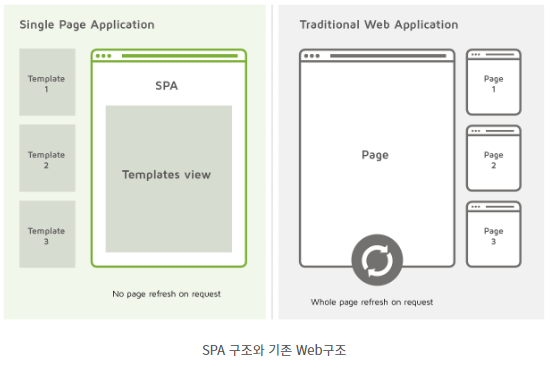 Single Page Application
Template
1
Template
2
Template
3
SPA
Templates view
No page refresh on request
Traditional Web Application
Page
Page
1
Page
2
Page
3
Whole page refresh on request
SPA 구조와 기존 Web구조